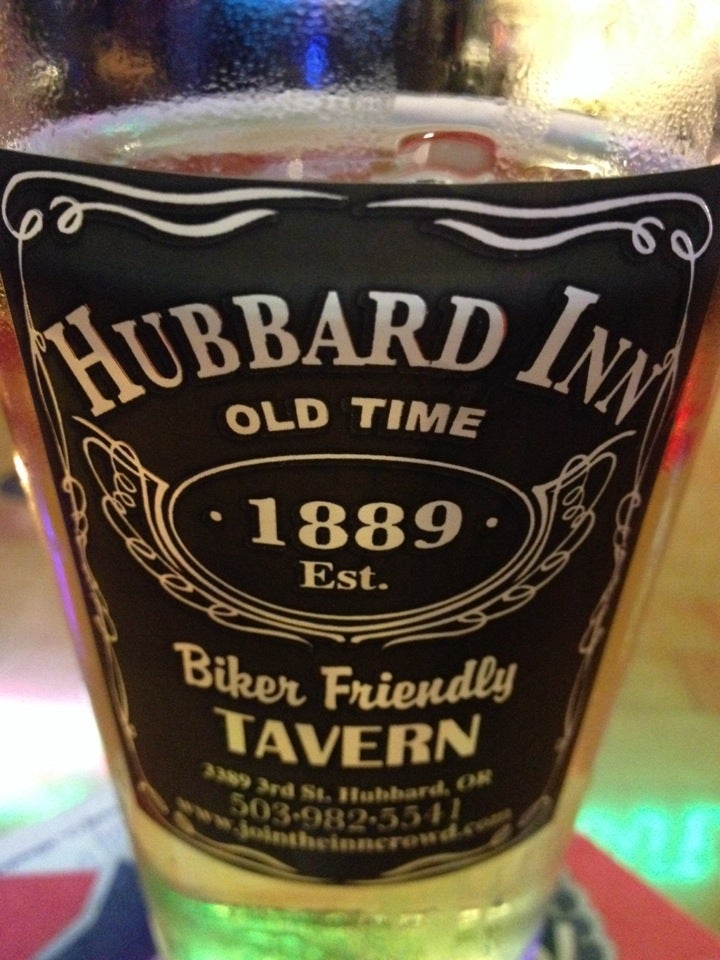 HUBBARD INN
OLD TIME
· 1889 ·
Est.
Biker Friendly
TAVERN
3389 3rd St. Hubbard, OR
503·982·5541
www.jointheinncrowd.com